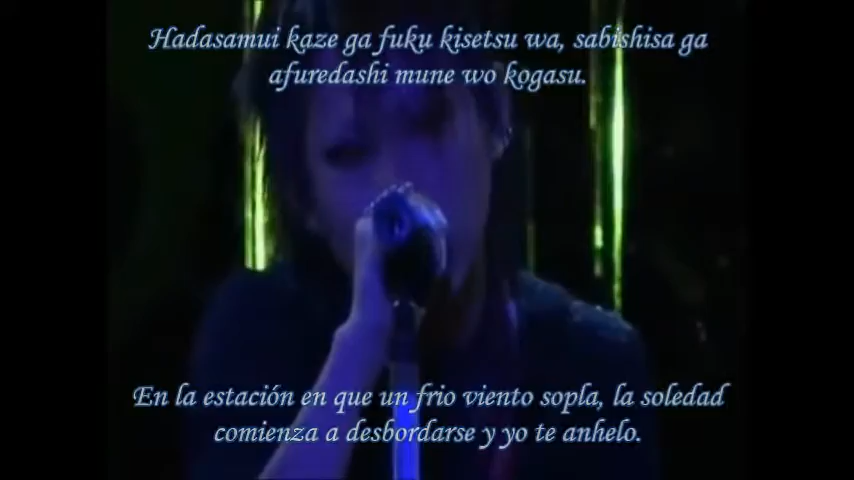 Hadasamui kaze ga fuku kisetsu wa, sabishisa ga
afuredashi mune wo kogasu.
En la estación en que un frio viento sopla, la soledad
comienza a desbordarse y yo te anhelo.